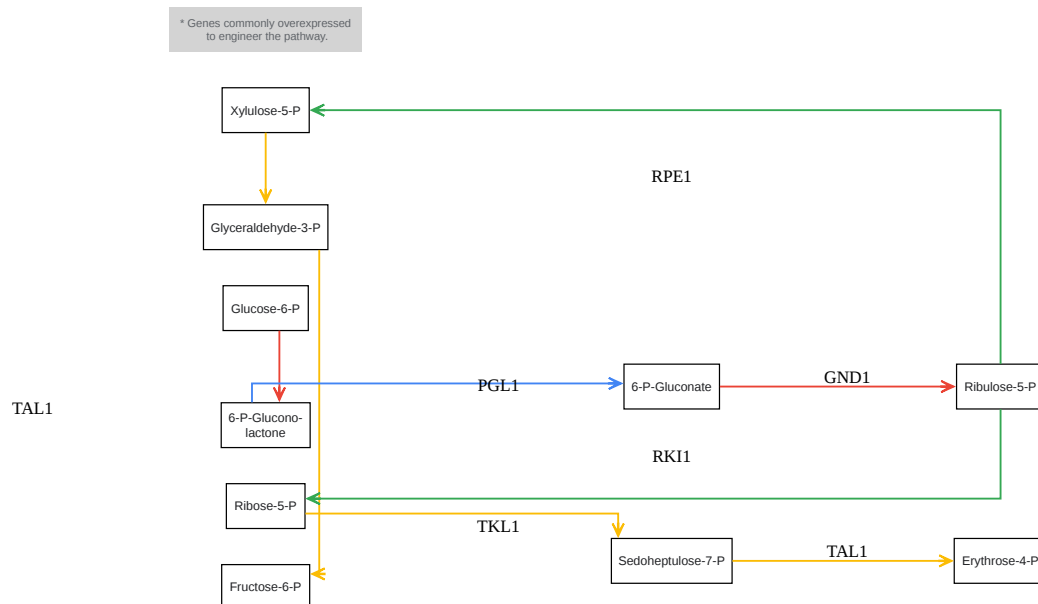 * Genes commonly overexpressed
to engineer the pathway.
Xylulose-5-P
RPE1
Glyceraldehyde-3-P
Glucose-6-P
PGL1
6-P-Gluconate
GND1
Ribulose-5-P
TAL1
6-P-Glucono-
lactone
RKI1
Ribose-5-P
TKL1
Sedoheptulose-7-P
TAL1
Erythrose-4-P
Fructose-6-P